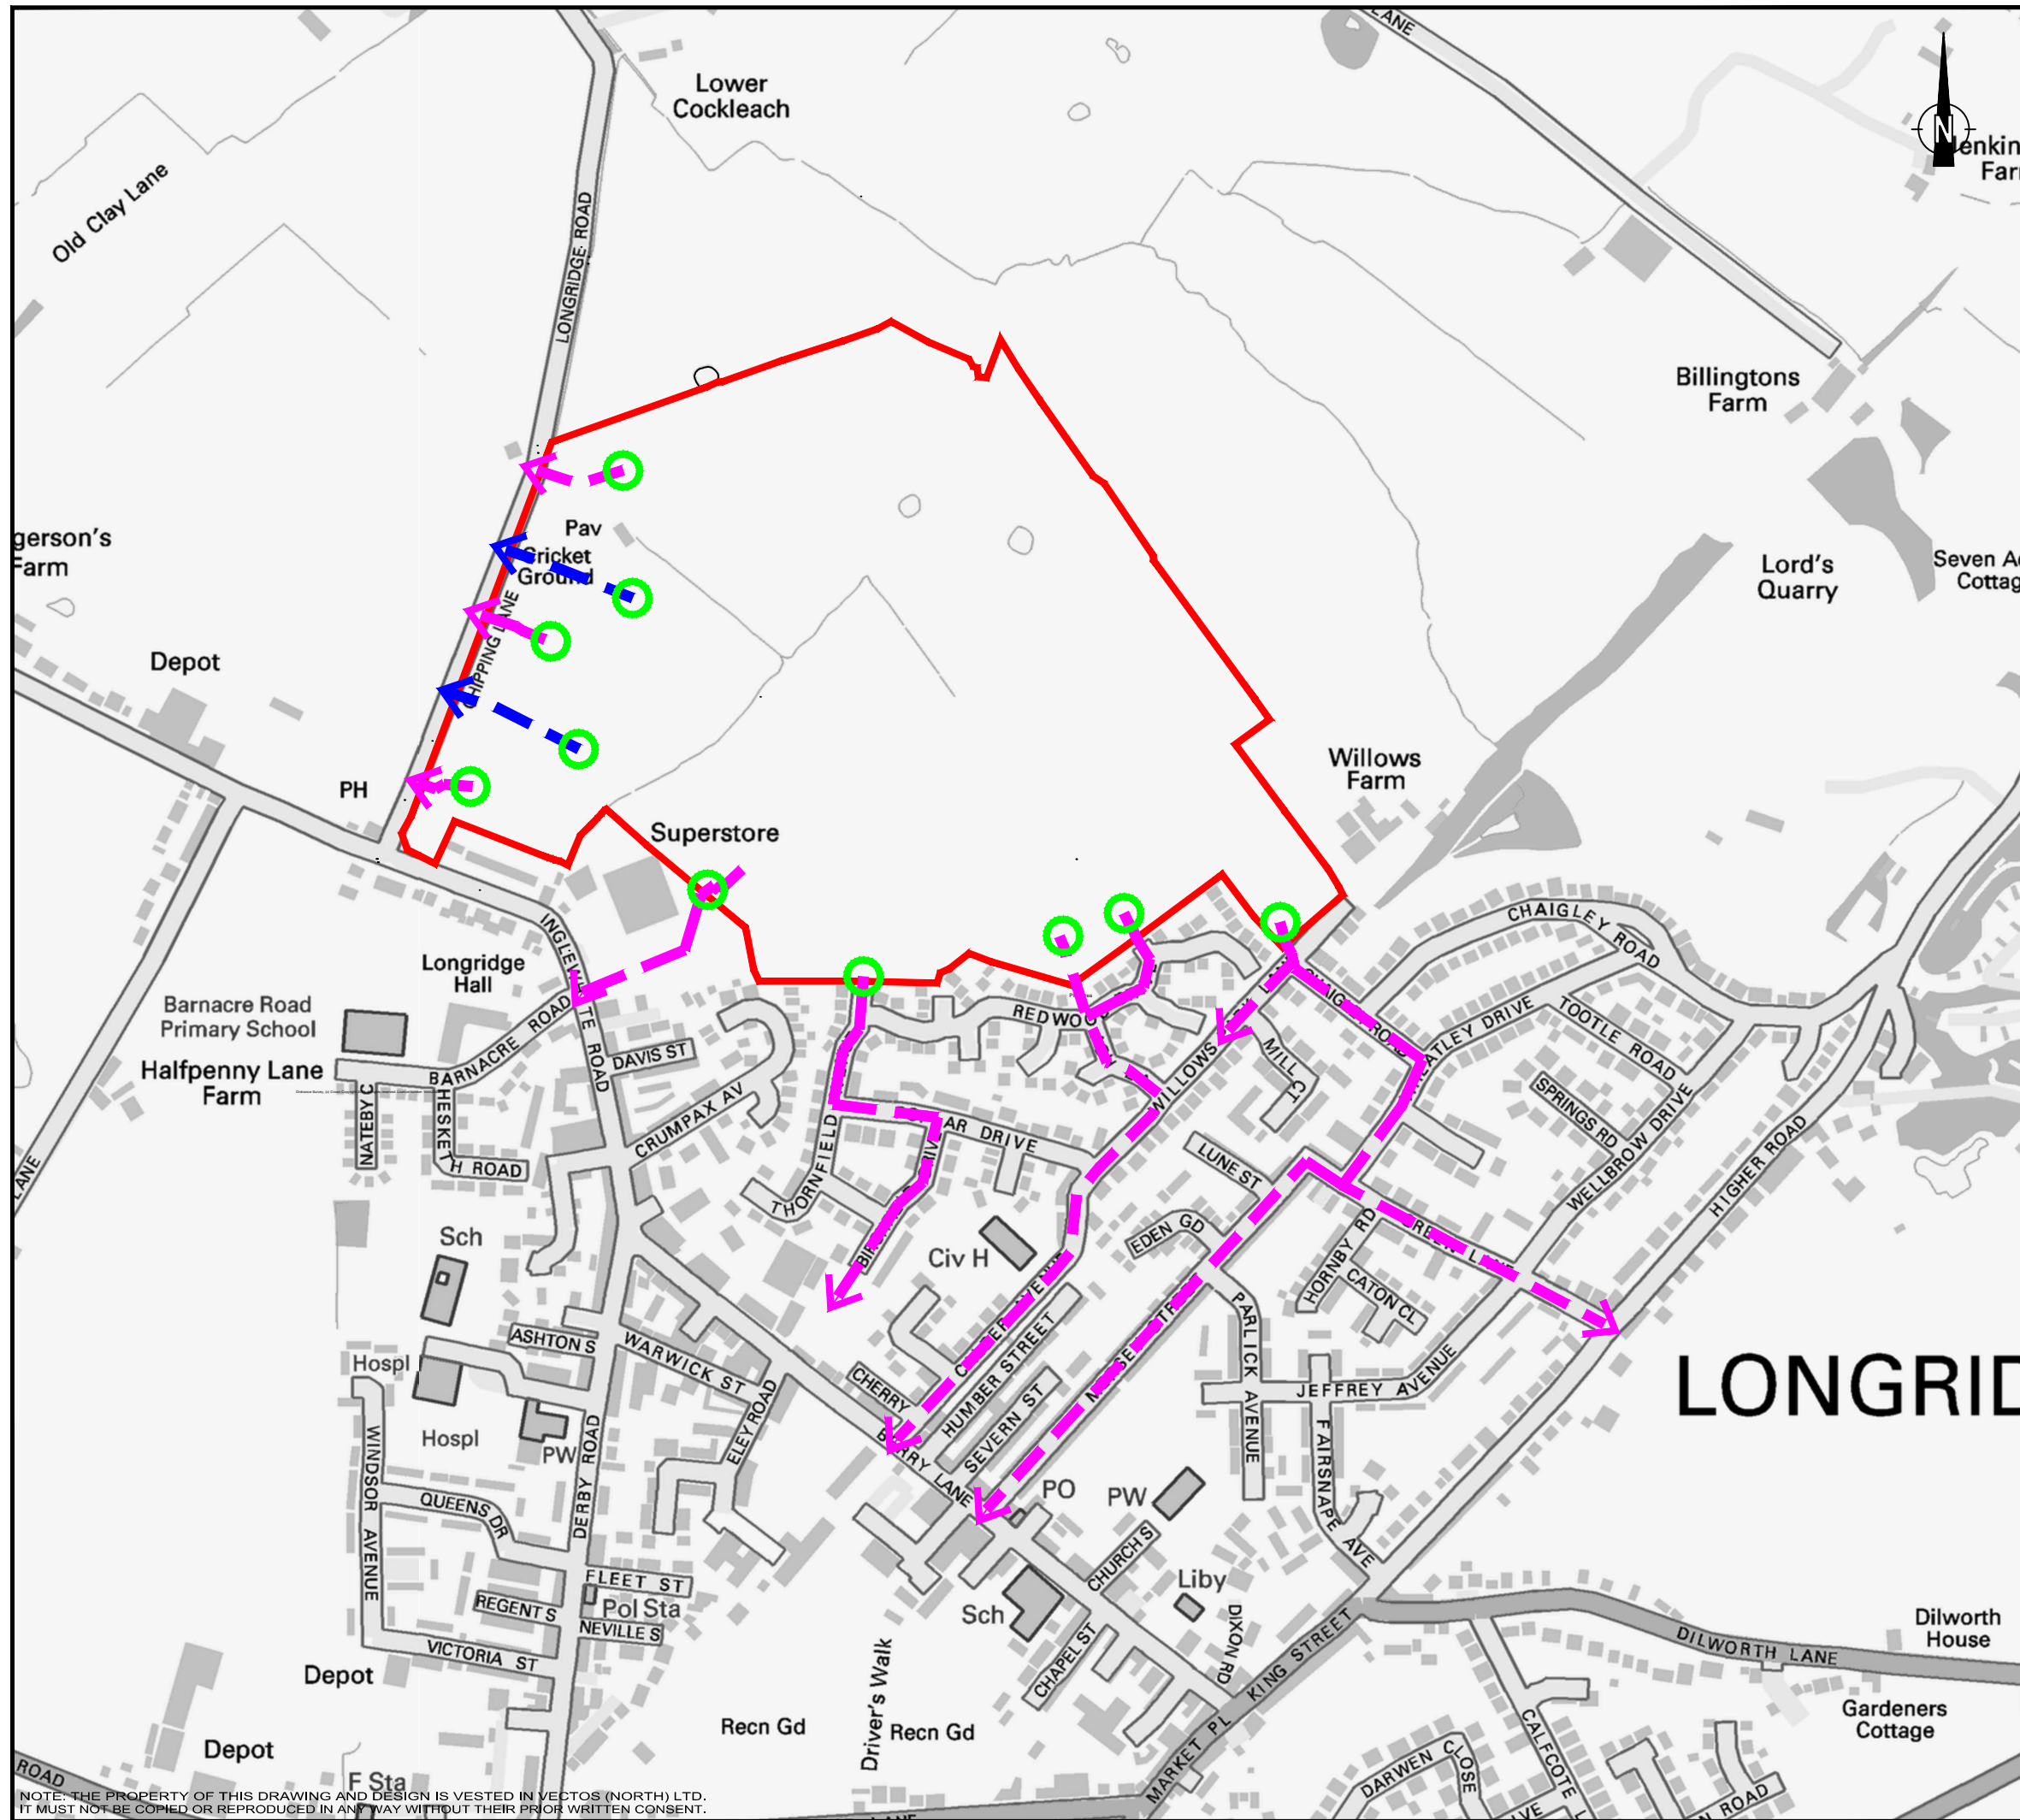 LANE
N
Lower
Cockleach
Old Clay Lane
LONGRIDGE ROAD
Billingtons
Farm
Pav
Cricket
Ground
gerson's
Farm
Lord's
Quarry
Seven A
Cottag
CHIPPING LANE
Depot
PH
Willows
Farm
Superstore
CHAIGLEY ROAD
Longridge
Hall
Barnacre Road
Primary School
Halfpenny Lane
Farm
BARNACRE ROAD
NATEBY C
HESKET
H ROAD
DAVIS ST
CRUMPAX AV
THORNFIELD
DRIVE
WILLOWS
MILL
CT
TOOTLE ROAD
SPRINGS RD
WELLBROW DRIVE
HIGHER ROAD
LANE
LUNE ST
EDEN GD
HORNBY RD
CATON CL
Sch
Civ H
PARLICK AVENUE
JEFFREY AVENUE
FAIRSNAPE AVE
LONGRID
ASHTON S
WARWICK ST
CHERRY
HUMBER STREET
SEVERN ST
BERRY LANE
Hospl
Hospl
PW
WINDSOR AVENUE
QUEENS DR
DERBY ROAD
PO
PW
CHURCH S
Liby
Sch
CHAPEL ST
DIXON RD
FLEET ST
REGENT S
Pol Sta
NEVILLE S
VICTORIA ST
Depot
Depot
F Sta
ROAD
Recn Gd
Driver's Walk
Recn Gd
MARKET PL
KING STREET
DILWORTH LANE
Dilworth
House
Gardeners
Cottage
DARWEN CLOSE
CALFCOTE L
N ROAD
LANE
NOTE: THE PROPERTY OF THIS DRAWING AND DESIGN IS VESTED IN VECTOS (NORTH) LTD.
IT MUST NOT BE COPIED OR REPRODUCED IN ANY WAY WITHOUT THEIR PRIOR WRITTEN CONSENT.